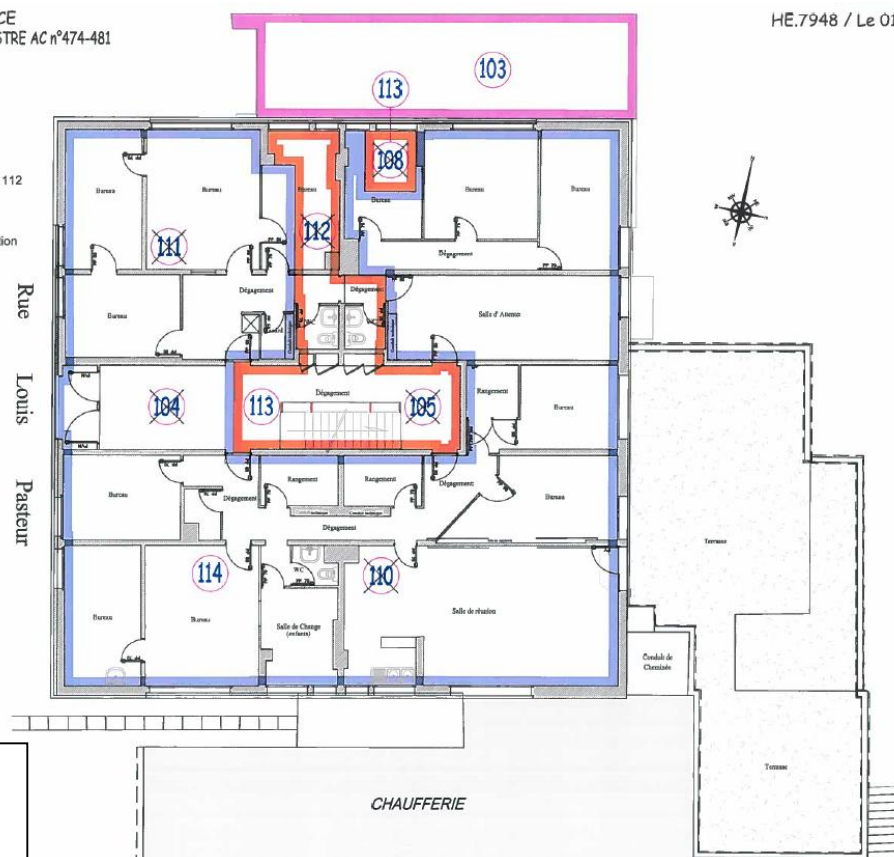 CE
STRE AC n°474-481
HE.7948 / Le 01
103
113
112
tion
Bureau
Bureau
Bureau
108
Bureau
Bureau
Bureau
111
112
Dégagement
Rue
Louis
Pasteur
Bureau
Dégagement
Dégagement
Salle d'Attente
104
113
Dégagement
105
Rangement
Bureau
Bureau
Dégagement
Rangement
Rangement
Dégagement
Bureau
Dégagement
114
WC
110
Bureau
Bureau
Salle de Change
(enfants)
Salle de réunion
Terrasse
Conduit de
Cheminée
Terrasse
CHAUFFERIE